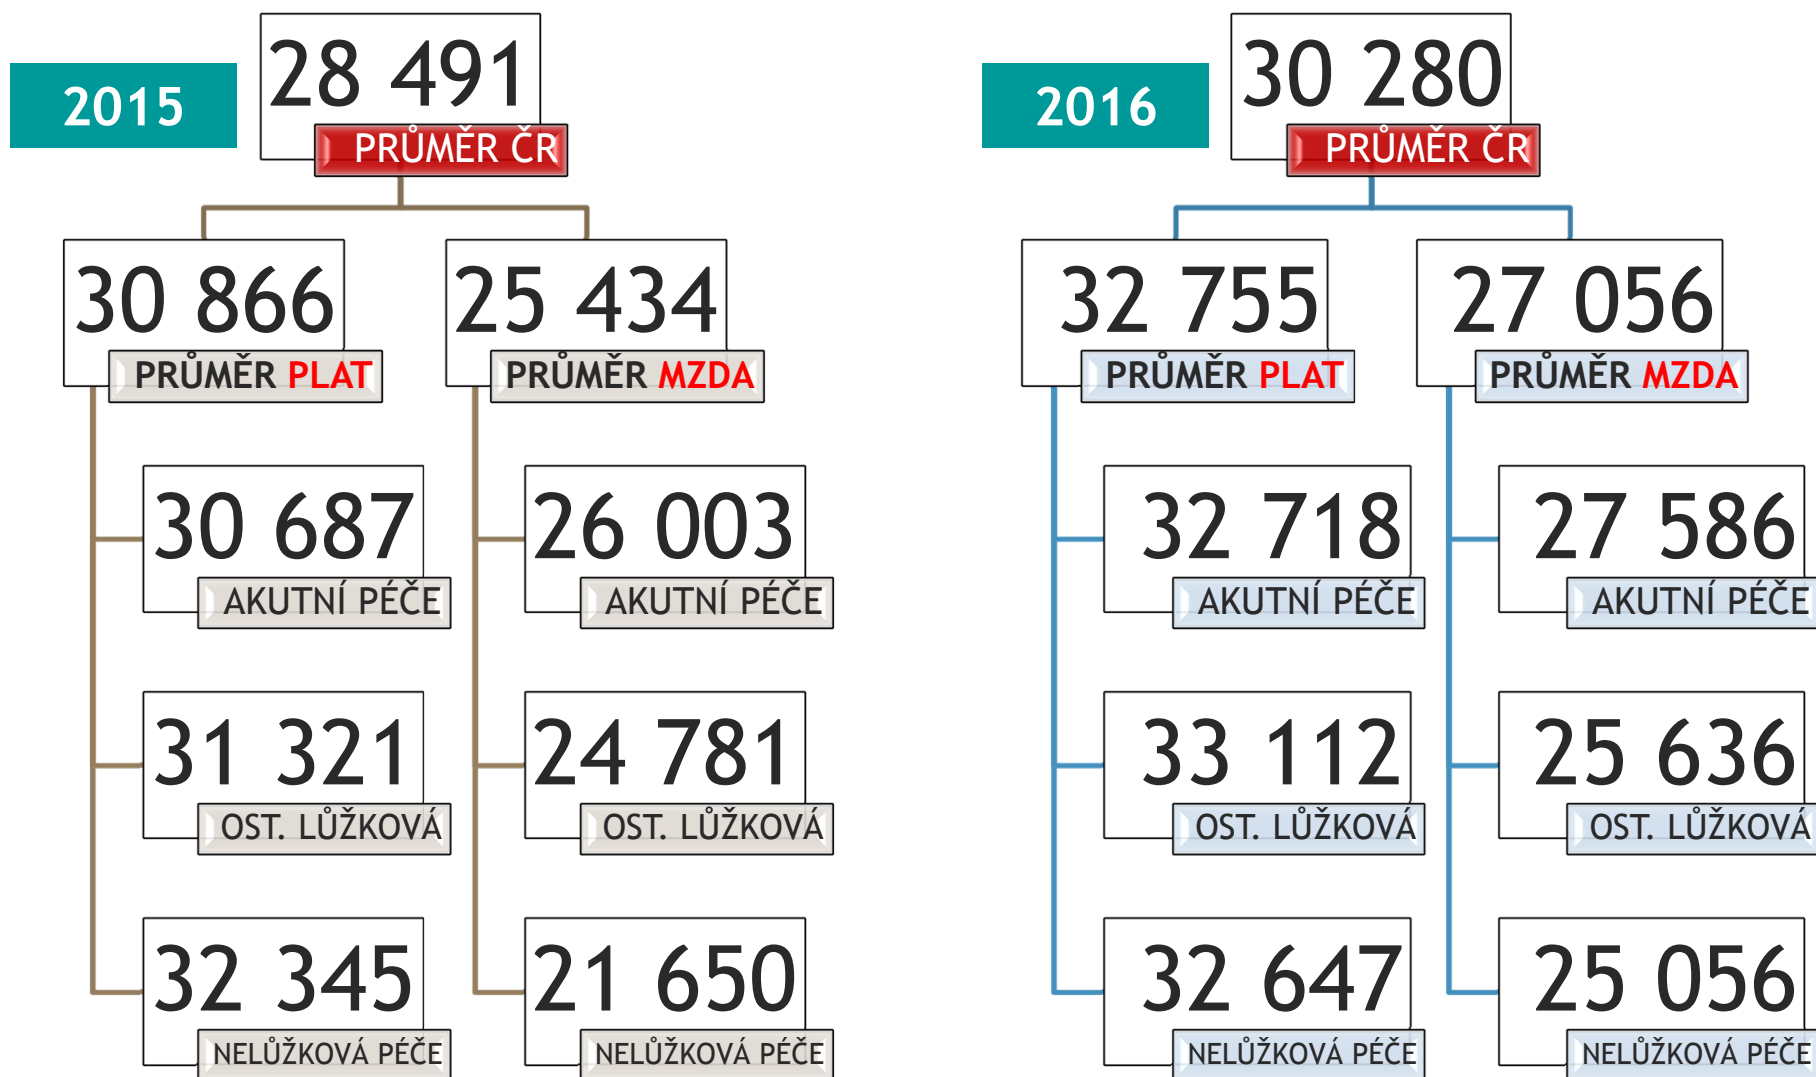 2015
28 491
PRŮMĚR ČR
30 866
PRŮMĚR PLAT
25 434
PRŮMĚR MZDA
30 687
AKUTNÍ PÉČE
26 003
AKUTNÍ PÉČE
31 321
OST. LŮŽKOVÁ
24 781
OST. LŮŽKOVÁ
32 345
NELŮŽKOVÁ PÉČE
21 650
NELŮŽKOVÁ PÉČE
2016
30 280
PRŮMĚR ČR
32 755
PRŮMĚR PLAT
27 056
PRŮMĚR MZDA
32 718
AKUTNÍ PÉČE
27 586
AKUTNÍ PÉČE
33 112
OST. LŮŽKOVÁ
25 636
OST. LŮŽKOVÁ
32 647
NELŮŽKOVÁ PÉČE
25 056
NELŮŽKOVÁ PÉČE